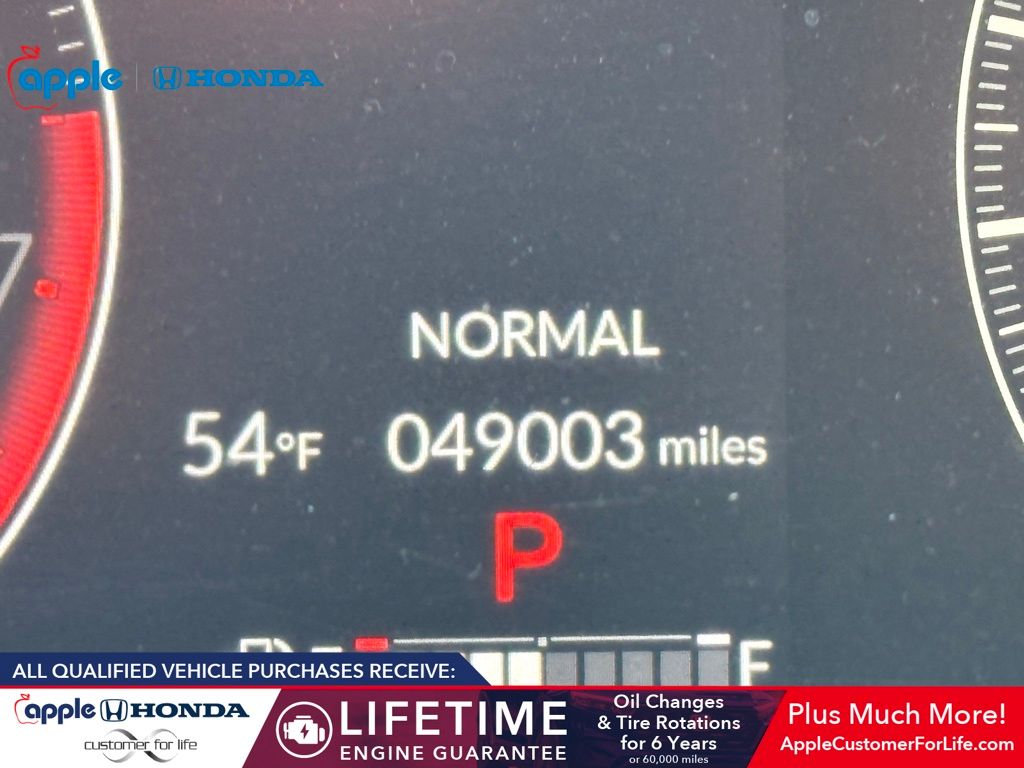 apple HONDA
7
NORMAL
54°F 049003 miles
P
F
ALL QUALIFIED VEHICLE PURCHASES RECEIVE:
apple HONDA
customer for life
LIFETIME
ENGINE GUARANTEE
Oil Changes
& Tire Rotations
for 6 Years
or 60,000 miles
Plus Much More!
AppleCustomerForLife.com